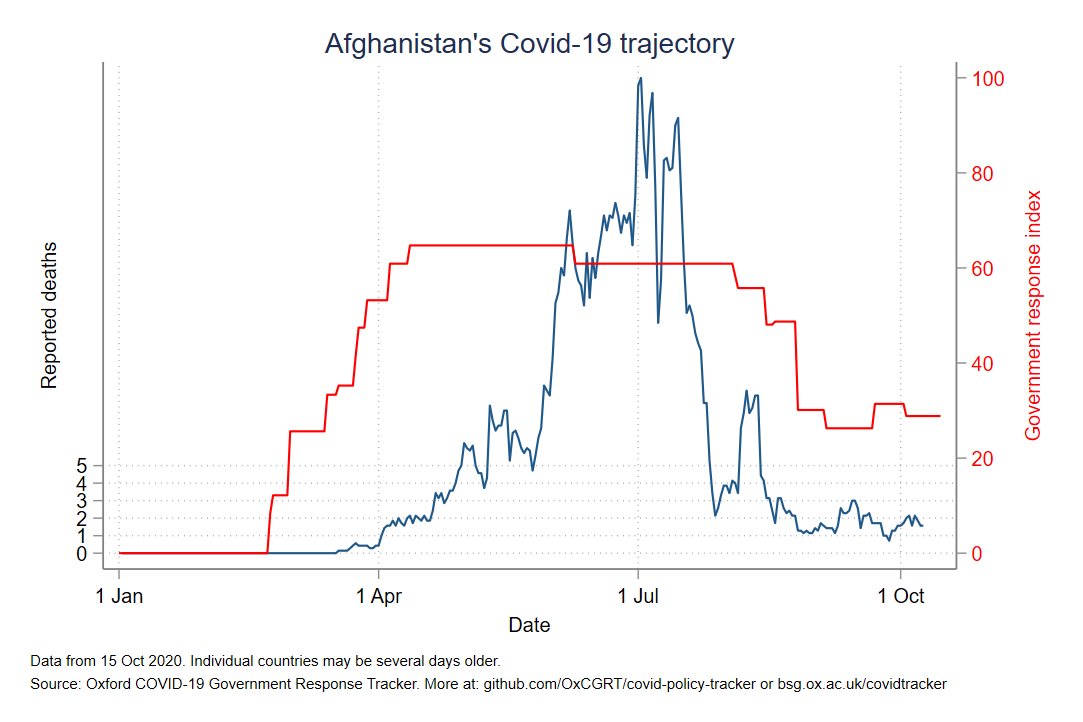 Afghanistan's Covid-19 trajectory
100
80
60
40
20
0
Government response index
Reported deaths
5
4
3
2
1
0
1 Jan 1 Apr 1 Jul 1 Oct
Date
Data from 15 Oct 2020. Individual countries may be several days older.
Source: Oxford COVID-19 Government Response Tracker. More at: github.com/OxCGRT/covid-policy-tracker or bsg.ox.ac.uk/covidtracker